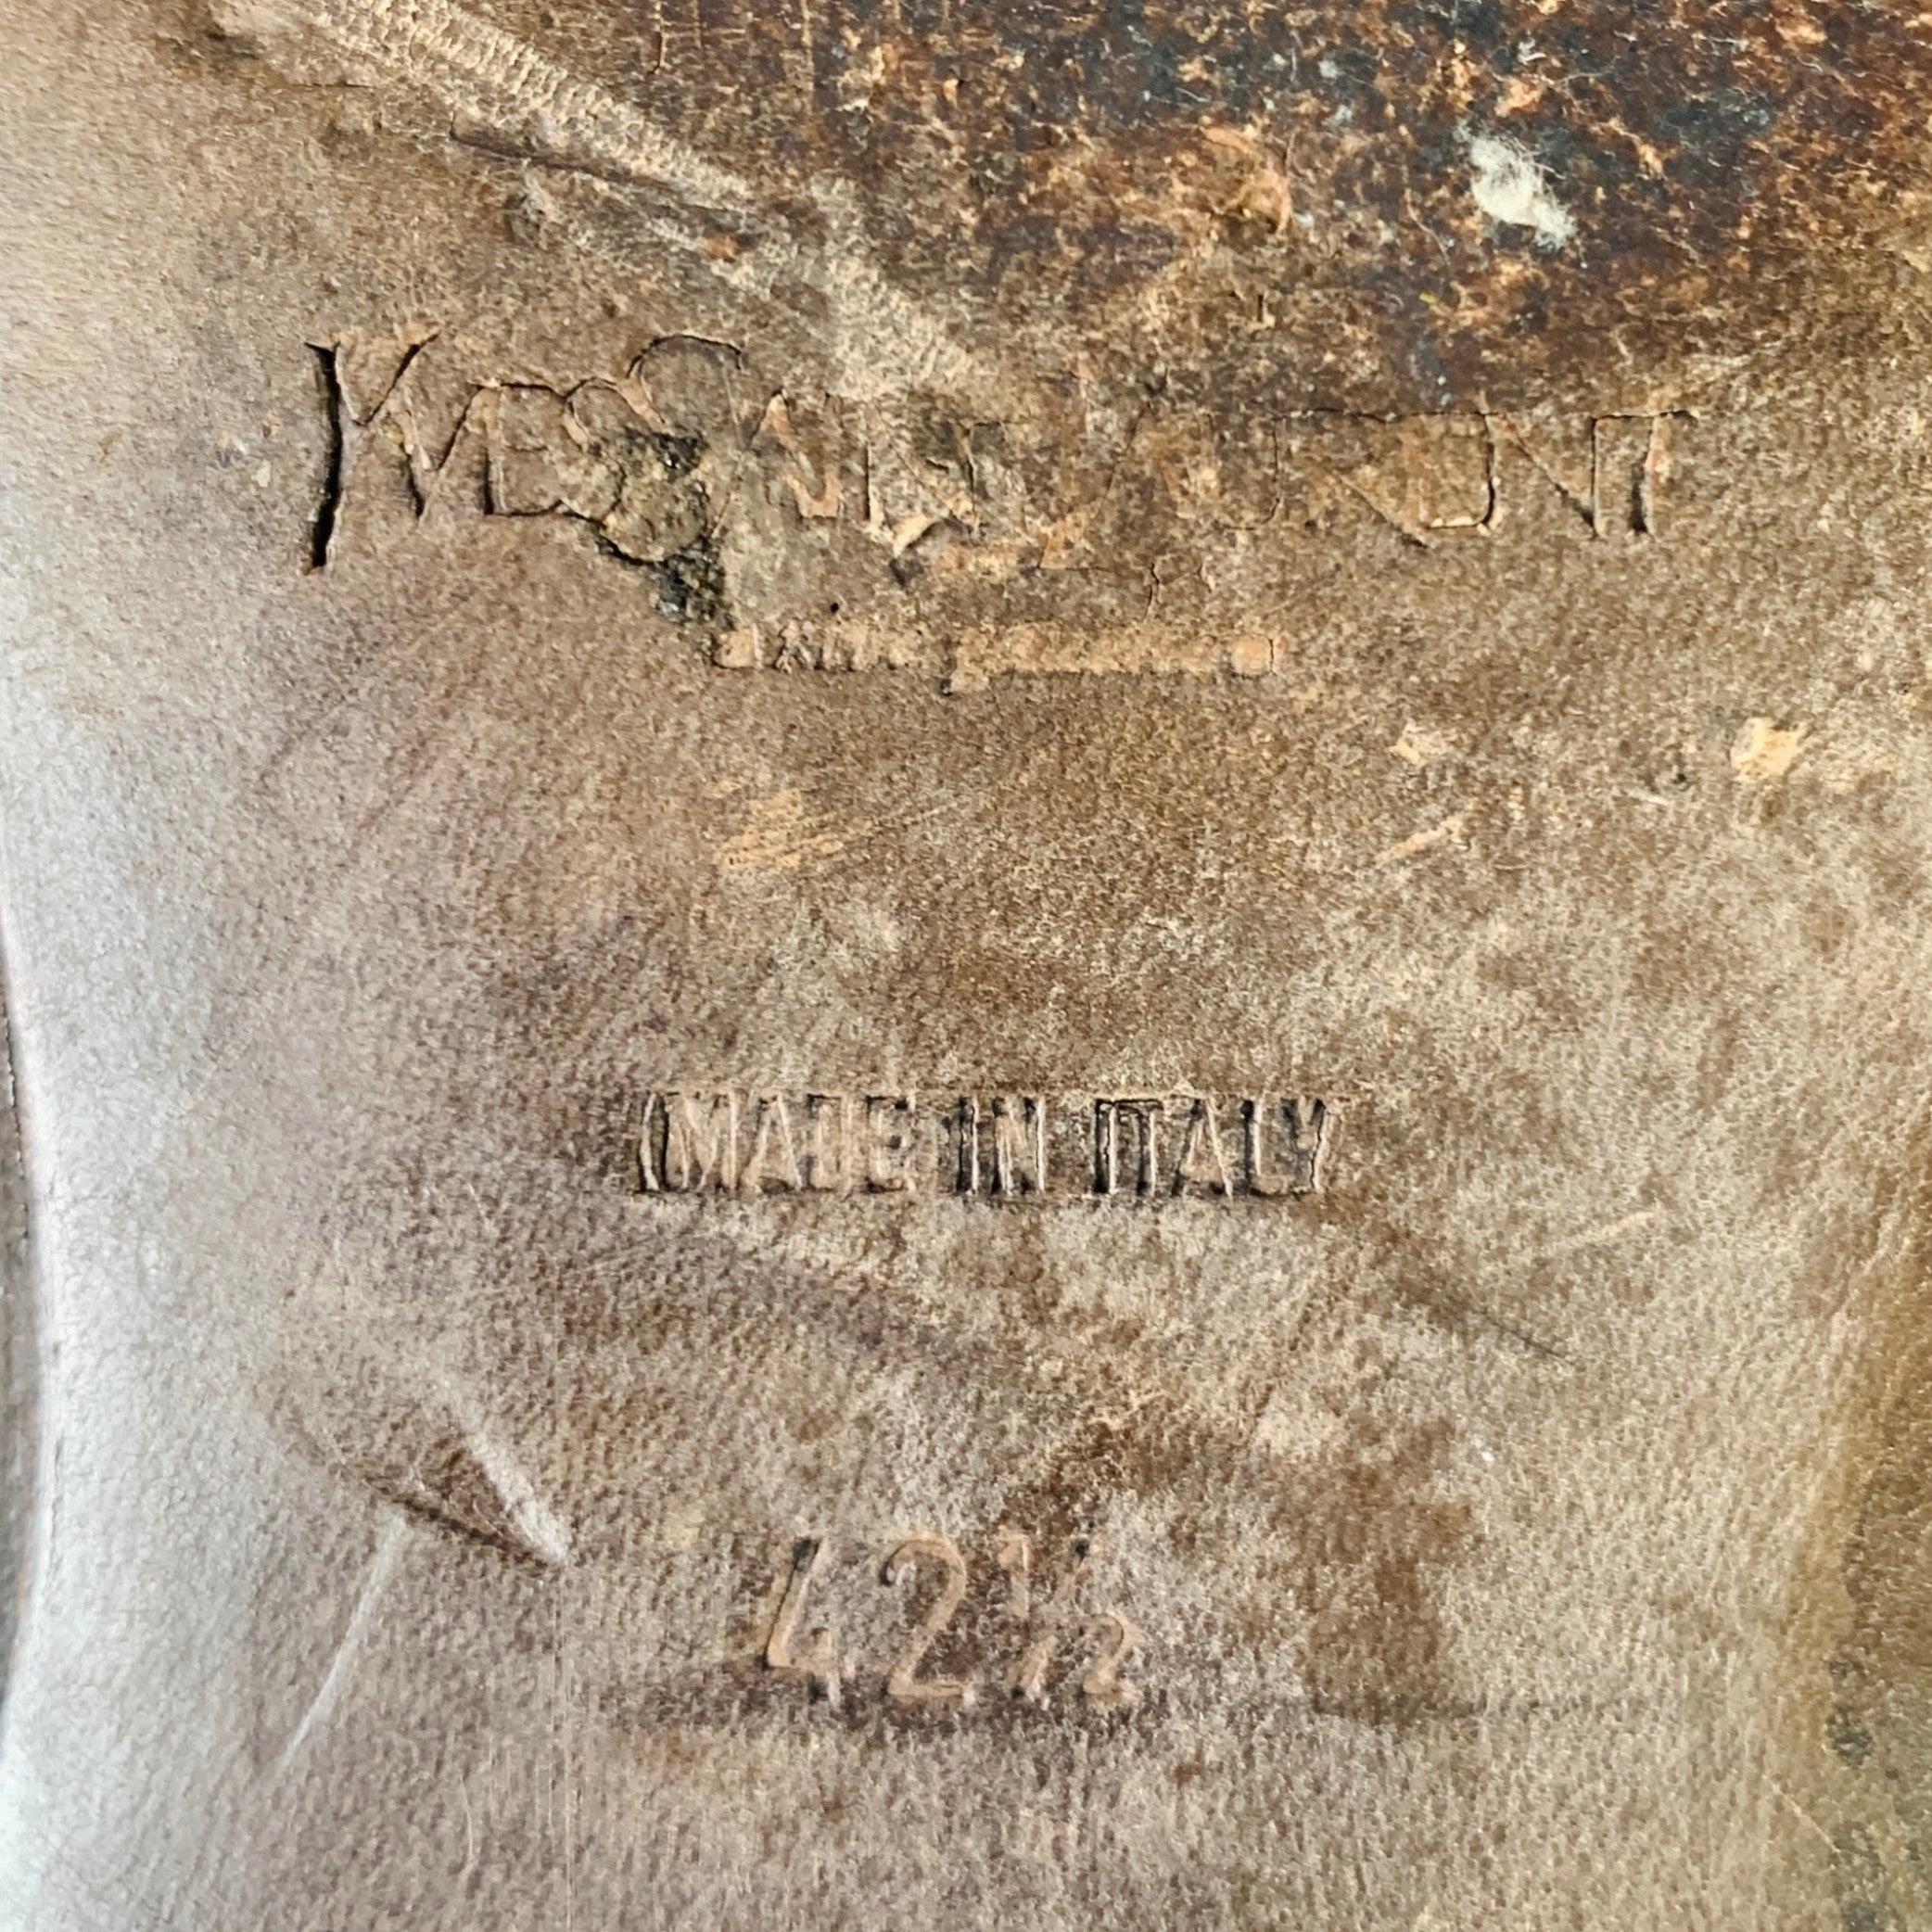 YVES SAINT LAURENT
MADE IN ITALY
42½